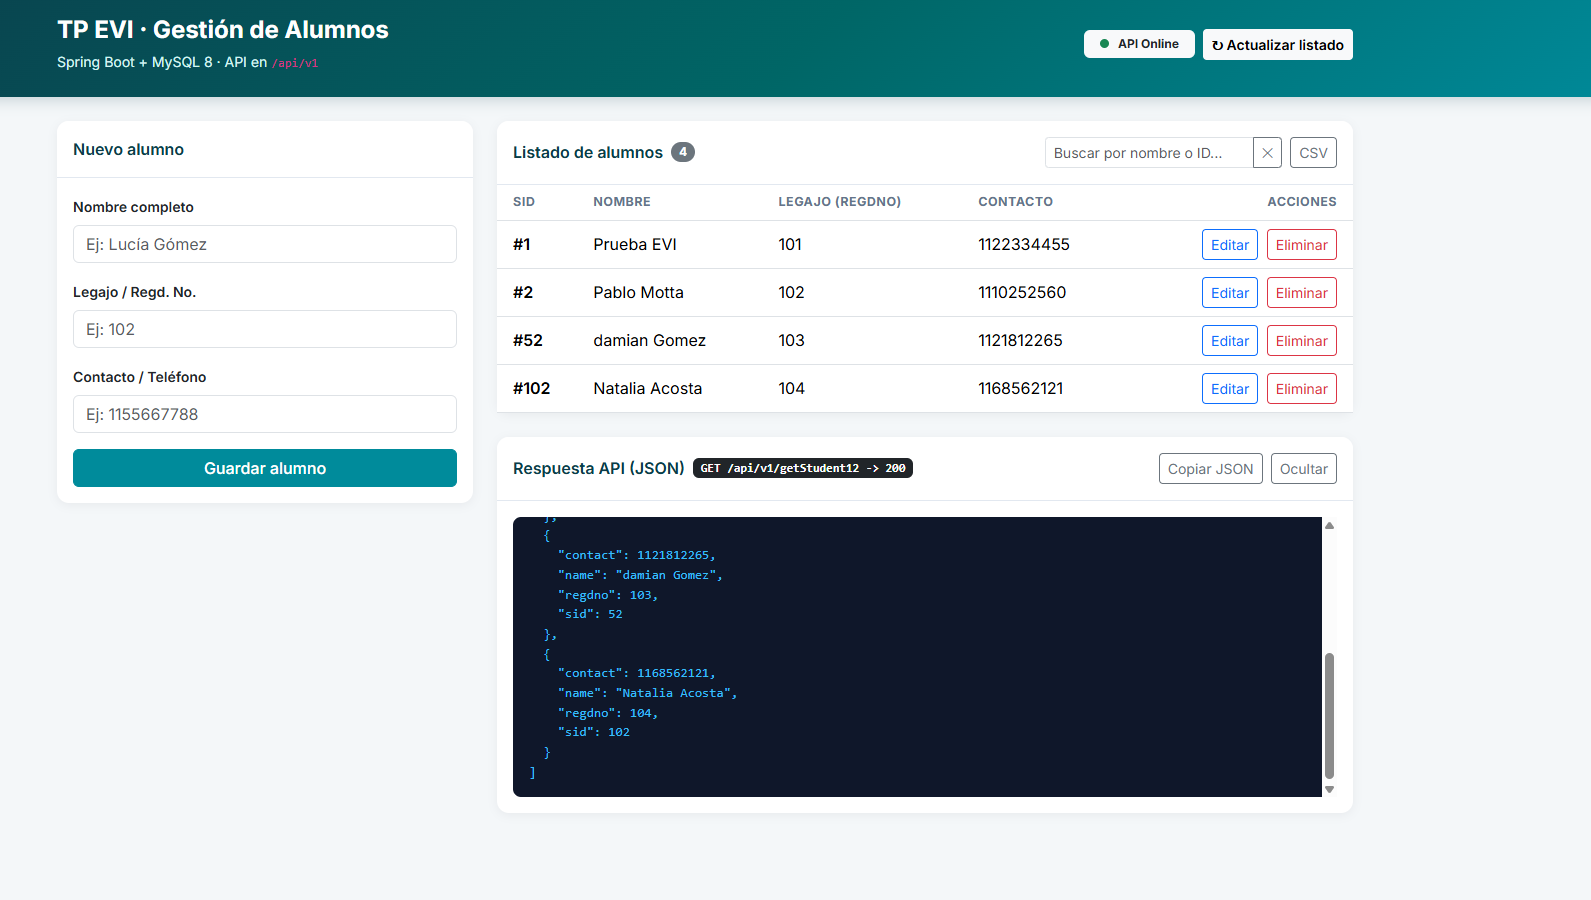 TP EVI · Gestión de Alumnos
Spring Boot + MySQL 8 · API en /api/v1
API Online
↻ Actualizar listado
Nuevo alumno
Nombre completo
Ej: Lucía Gómez
Legajo / Regd. No.
Ej: 102
Contacto / Teléfono
Ej: 1155667788
Guardar alumno
Listado de alumnos 4
Buscar por nombre o ID...
CSV
SID NOMBRE LEGAJO (REGDNO) CONTACTO ACCIONES
#1 Prueba EVI 101 1122334455 Editar Eliminar
#2 Pablo Motta 102 1110252560 Editar Eliminar
#52 damian Gomez 103 1121812265 Editar Eliminar
#102 Natalia Acosta 104 1168562121 Editar Eliminar
Respuesta API (JSON) GET /api/v1/getStudent12 -> 200
Copiar JSON
Ocultar
},
{
"contact": 1121812265,
"name": "damian Gomez",
"regdno": 103,
"sid": 52
},
{
"contact": 1168562121,
"name": "Natalia Acosta",
"regdno": 104,
"sid": 102
}
]